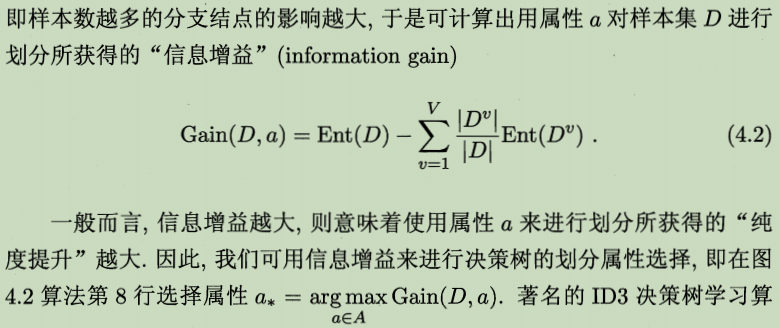 即样本数越多的分支结点的影响越大, 于是可计算出用属性 a 对样本集 D 进行
划分所获得的“信息增益”(information gain)
Gain(D, a) = Ent(D) − ∑_{v=1}^{V} |D^v|/|D| Ent(D^v) . (4.2)
一般而言, 信息增益越大, 则意味着使用属性 a 来进行划分所获得的“纯
度提升”越大. 因此, 我们可用信息增益来进行决策树的划分属性选择, 即在图
4.2 算法第 8 行选择属性 a_* = arg max_{a∈A} Gain(D, a). 著名的 ID3 决策树学习算